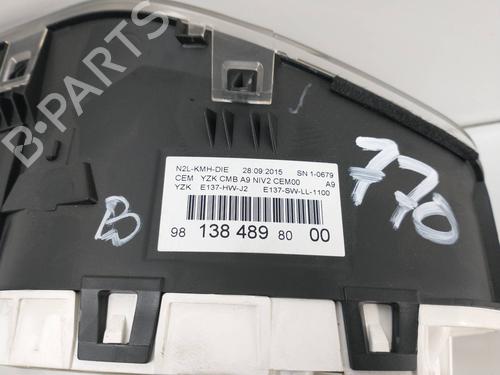 N2L-KMH-DIE 28:09:2015 SN 1-0679
CEM YZK CMB A9 NIV2 CEM00 A9
YZK E137-HW-J2 E137-SW-LL-1100
98 138 489 80 00
B
770
B-PARTS